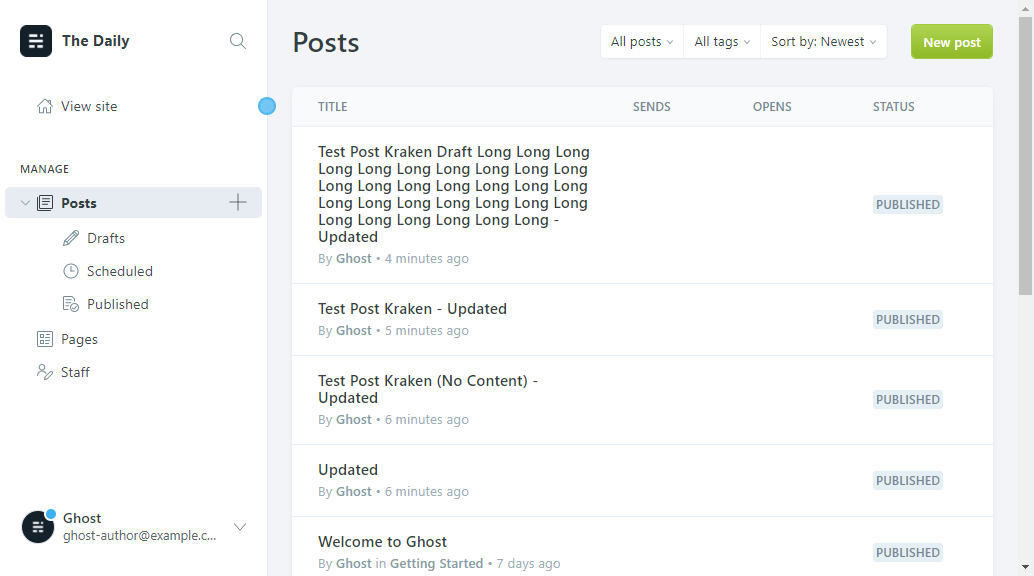 The Daily
View site
MANAGE
Posts
Drafts
Scheduled
Published
Pages
Staff
Ghost
ghost-author@example.c...
Posts
All posts
All tags
Sort by: Newest
New post
TITLE
SENDS
OPENS
STATUS
Test Post Kraken Draft Long Long Long
Long Long Long Long Long Long Long
Long Long Long Long Long Long Long
Long Long Long Long Long Long Long
Long Long Long Long Long Long -
Updated
By Ghost • 4 minutes ago
PUBLISHED
Test Post Kraken - Updated
By Ghost • 5 minutes ago
PUBLISHED
Test Post Kraken (No Content) -
Updated
By Ghost • 6 minutes ago
PUBLISHED
Updated
By Ghost • 6 minutes ago
PUBLISHED
Welcome to Ghost
By Ghost in Getting Started • 7 days ago
PUBLISHED